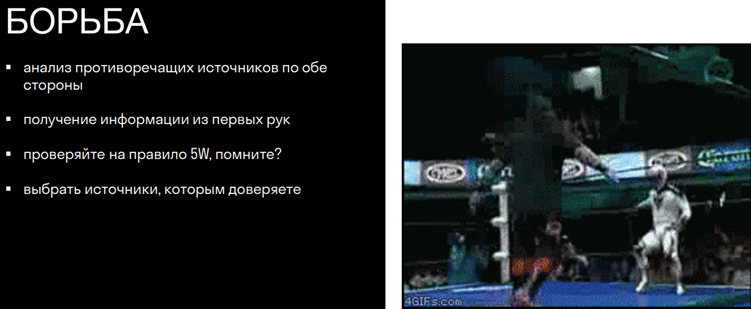 БОРЬБА
▪ анализ противоречащих источников по обе
стороны
▪ получение информации из первых рук
▪ проверяйте на правило 5W, помните?
▪ выбрать источники, которым доверяете
4GIFs.com